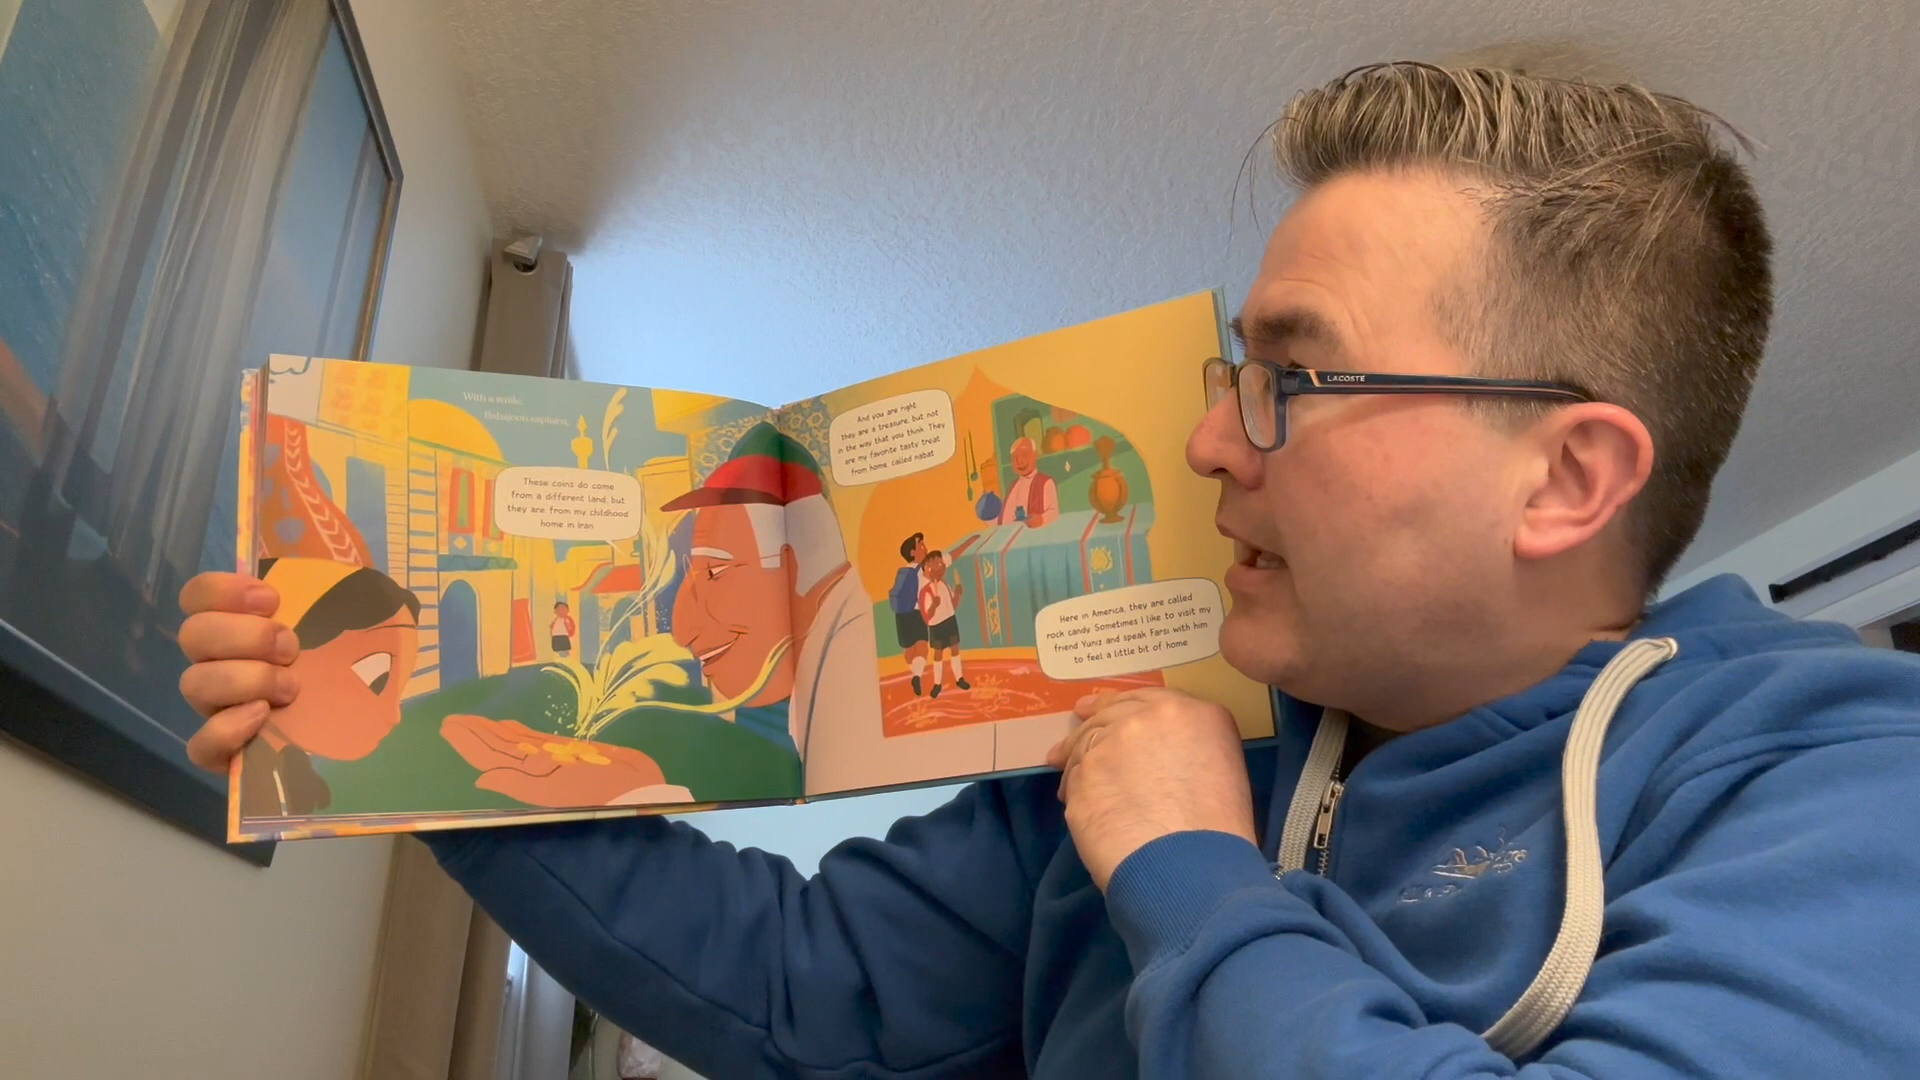 With a smile,
Babajoon explains,
These coins do come
from a different land, but
they are from my childhood
home in Iran.
And you are right,
they are a treasure, but not
in the way that you think. They
are my favorite tasty treat
from home, called nabat.
Here in America, they are called
rock candy. Sometimes I like to visit my
friend Yuniz and speak Farsi with him
to feel a little bit of home.
LACOSTE